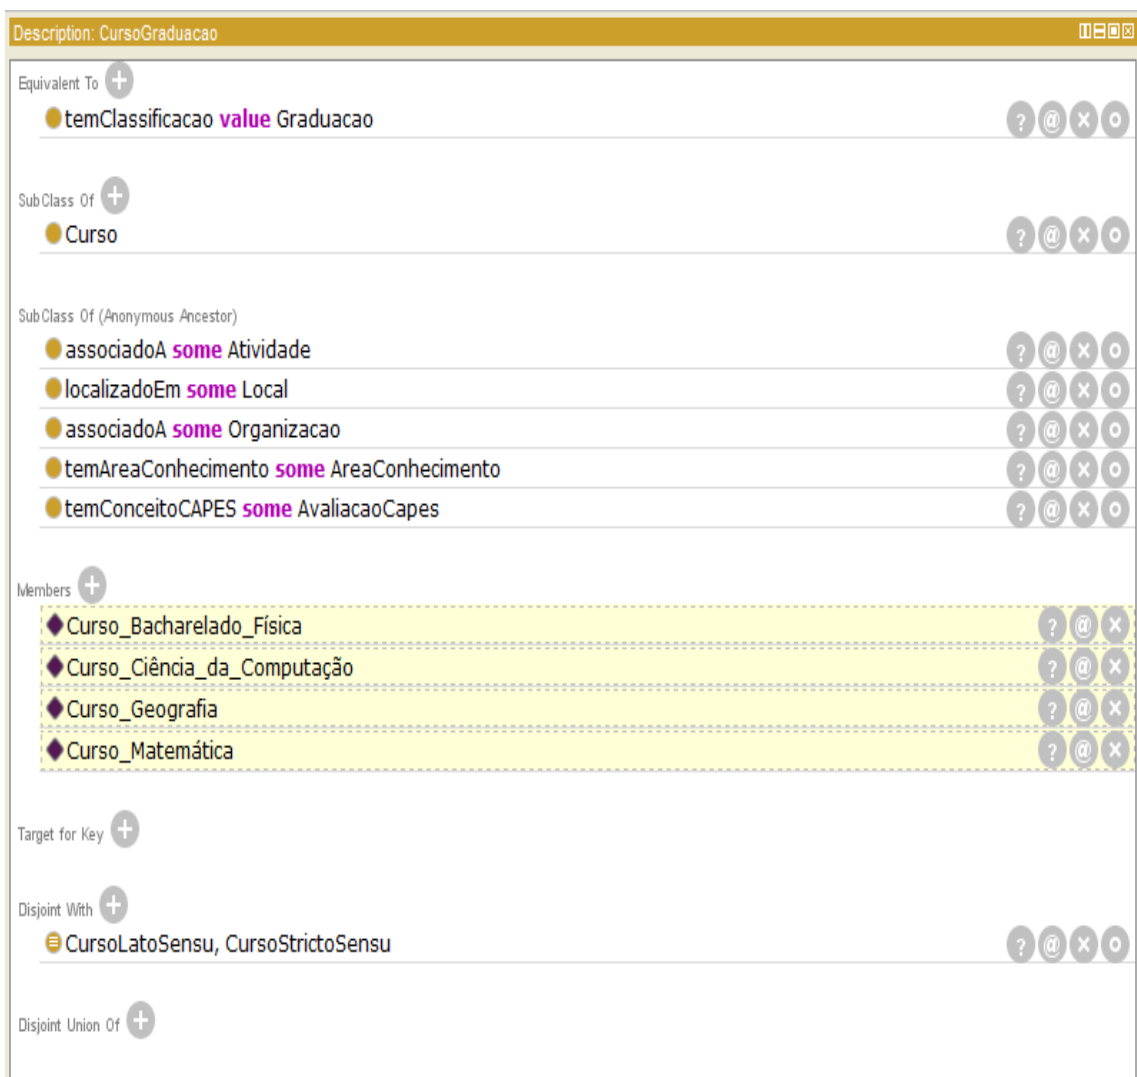 Description: CursoGraduacao
Equivalent To
temClassificacao value Graduacao
SubClass Of
Curso
SubClass Of (Anonymous Ancestor)
associadoA some Atividade
localizadoEm some Local
associadoA some Organizacao
temAreaConhecimento some AreaConhecimento
temConceitoCAPES some AvaliacaoCapes
Members
Curso_Bacharelado_Física
Curso_Ciência_da_Computação
Curso_Geografia
Curso_Matemática
Target for Key
Disjoint With
CursoLatoSensu, CursoStrictoSensu
Disjoint Union Of